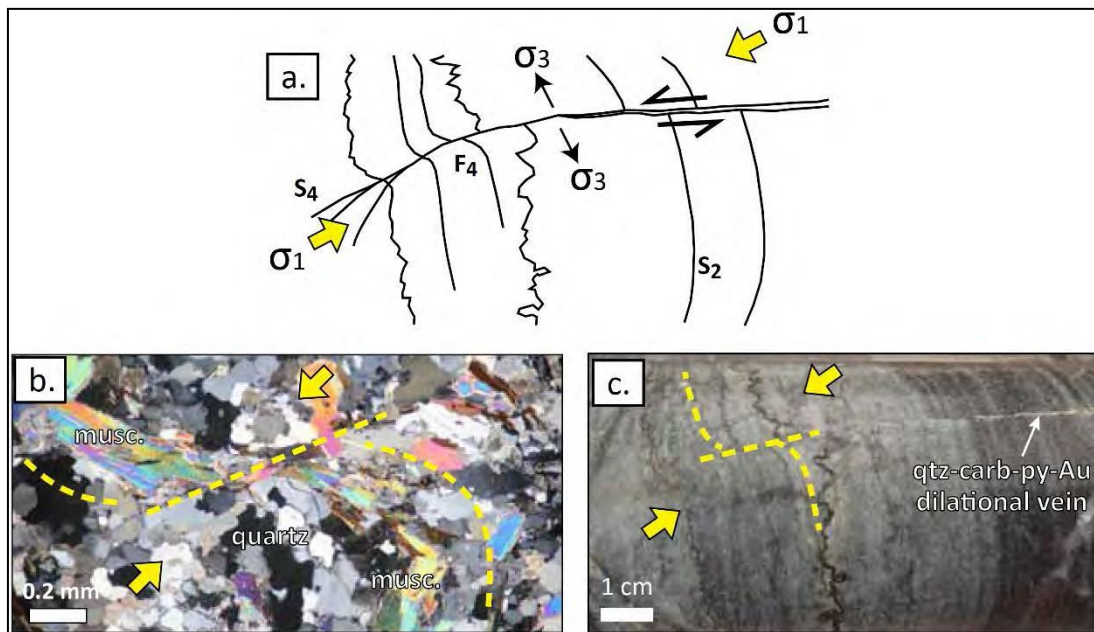 a.
σ1
σ3
σ3
S4
F4
σ1
S2
b.
musc.
quartz
musc.
0.2 mm
c.
qtz-carb-py-Au
dilational vein
1 cm